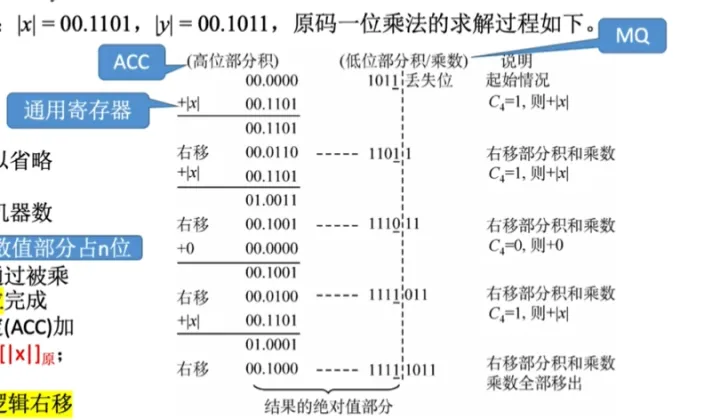 ：|x| = 00.1101，|y| = 00.1011，原码一位乘法的求解过程如下。
MQ
ACC (高位部分积) (低位部分积/乘数) 说明
00.0000 1011 丢失位 起始情况
通用寄存器 +|x| 00.1101 C₄=1, 则+|x|
00.1101
以省略 右移 00.0110 ----- 1101 1 右移部分积和乘数
+|x| 00.1101 C₄=1, 则+|x|
01.0011
机器数 右移 00.1001 ----- 1110 11 右移部分积和乘数
数值部分占n位 +0 00.0000 C₄=0, 则+0
00.1001
通过被乘
完成 右移 00.0100 ----- 1111 011 右移部分积和乘数
(ACC)加 +|x| 00.1101 C₄=1, 则+|x|
01.0001
[|x|]原； 右移 00.1000 ----- 1111 1011 右移部分积和乘数
乘数全部移出
逻辑右移 结果的绝对值部分